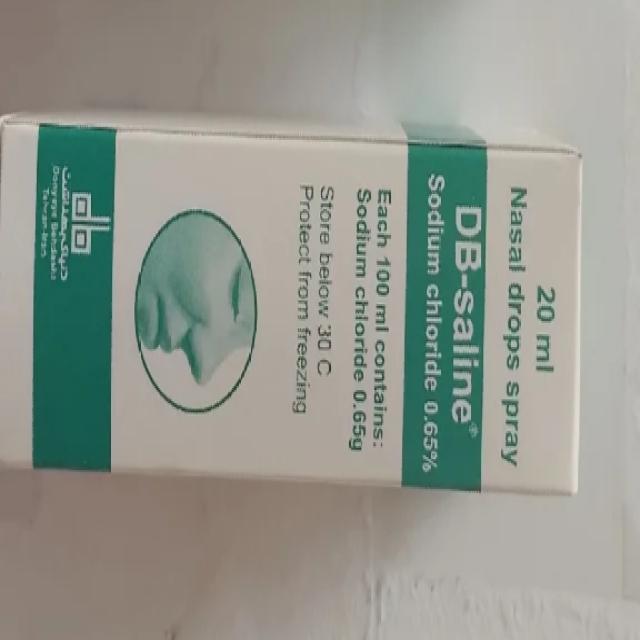 20 ml
Nasal drops spray
DB-saline®
Sodium chloride 0.65%
Each 100 ml contains:
Sodium chloride 0.65g
Store below 30 C
Protect from freezing